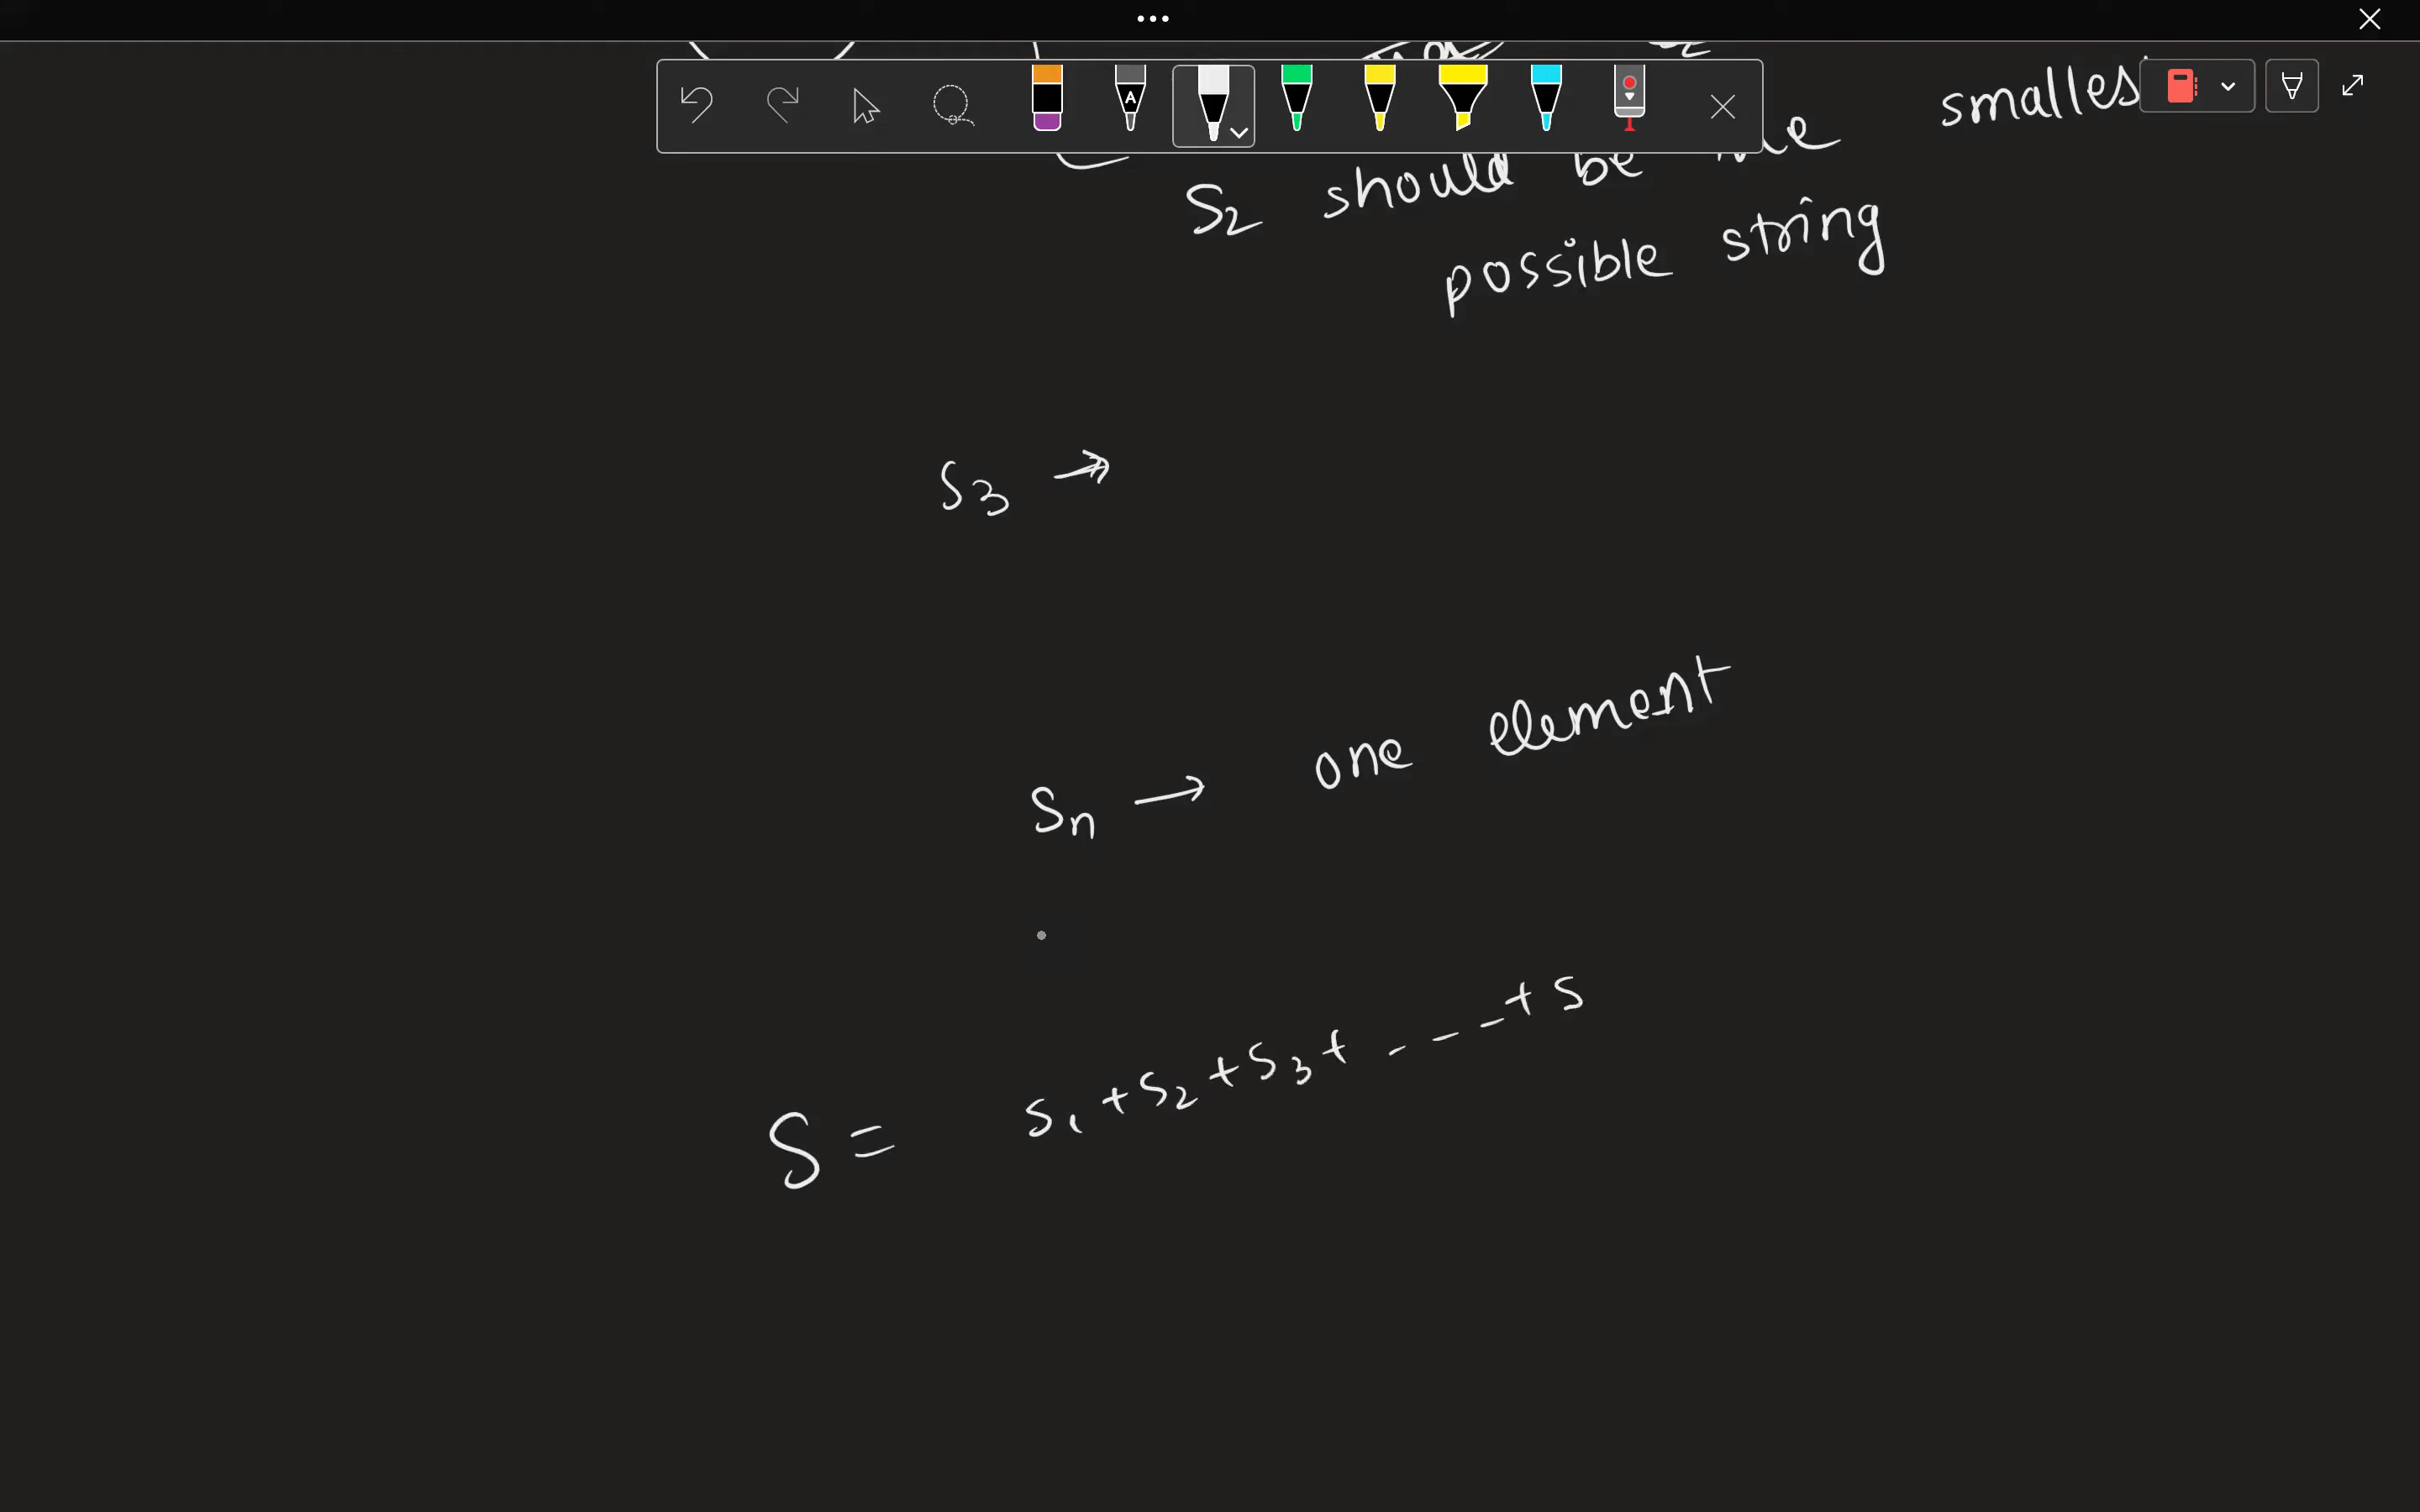 smalles
S2 should be
possible string
S3 →
Sn → one element
S = S1 + S2 + S3 + - - - + S